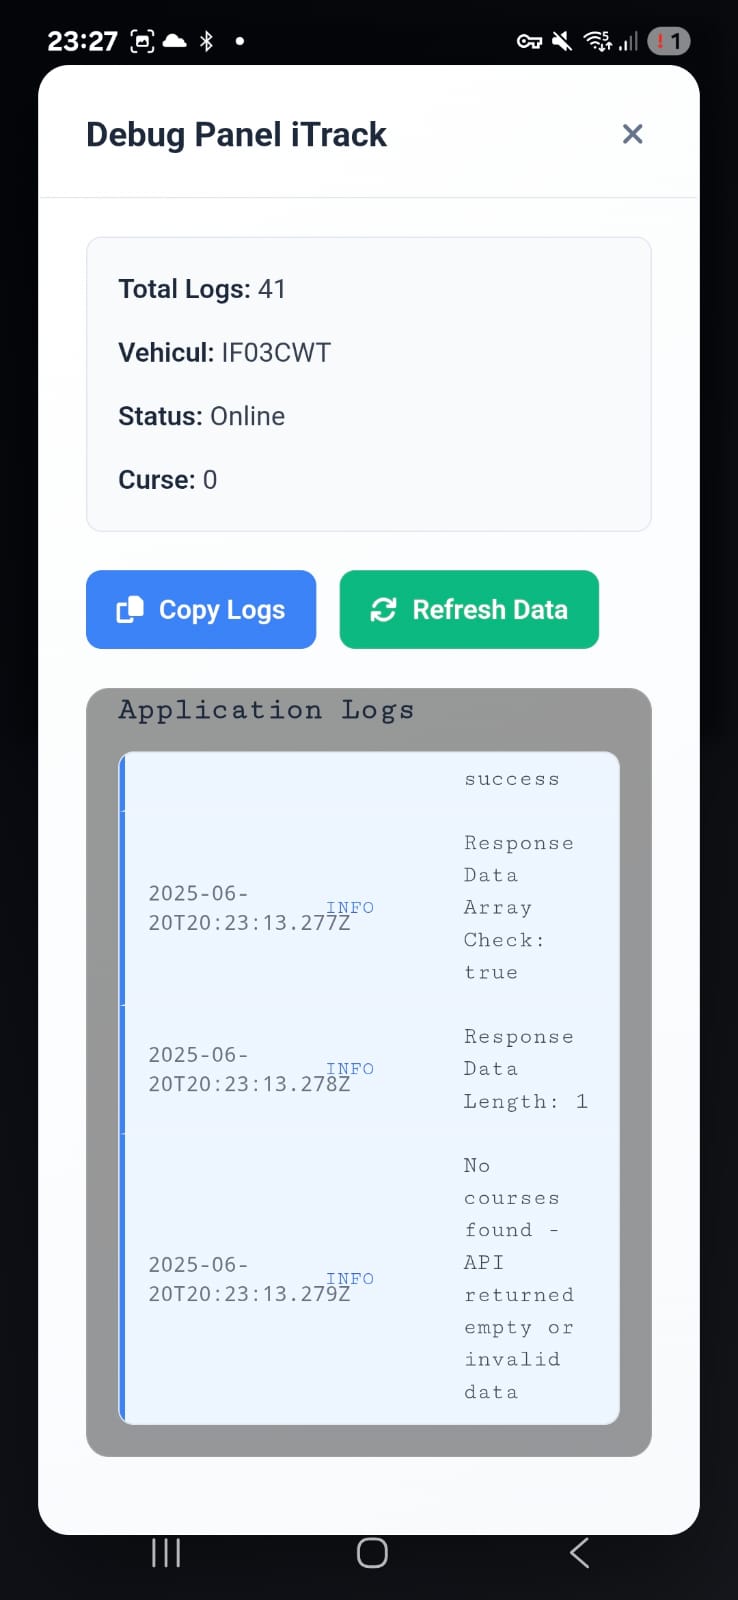 23:27
5
! 1
Debug Panel iTrack
Total Logs: 41
Vehicul: IF03CWT
Status: Online
Curse: 0
Copy Logs
Refresh Data
Application Logs
success
2025-06-
20T20:23:13.277Z
INFO
Response
Data
Array
Check:
true
2025-06-
20T20:23:13.278Z
INFO
Response
Data
Length: 1
2025-06-
20T20:23:13.279Z
INFO
No
courses
found -
API
returned
empty or
invalid
data